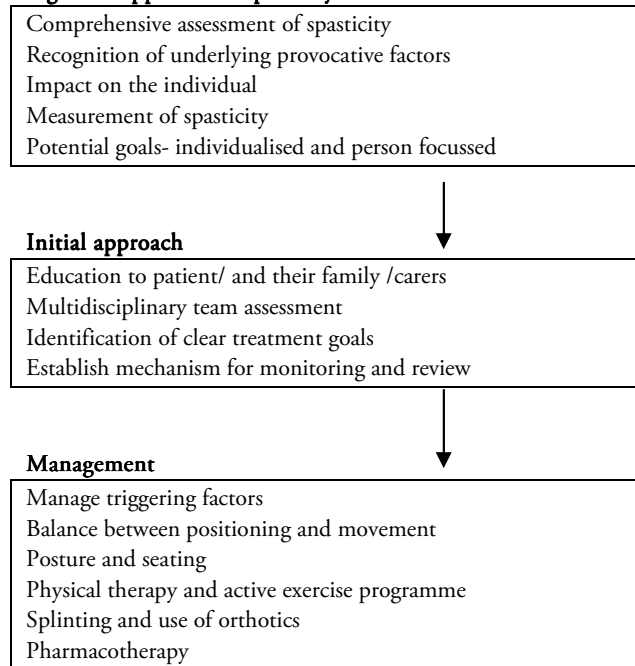 Comprehensive assessment of spasticity
Recognition of underlying provocative factors
Impact on the individual
Measurement of spasticity
Potential goals- individualised and person focussed
Initial approach
Education to patient/ and their family /carers
Multidisciplinary team assessment
Identification of clear treatment goals
Establish mechanism for monitoring and review
Management
Manage triggering factors
Balance between positioning and movement
Posture and seating
Physical therapy and active exercise programme
Splinting and use of orthotics
Pharmacotherapy